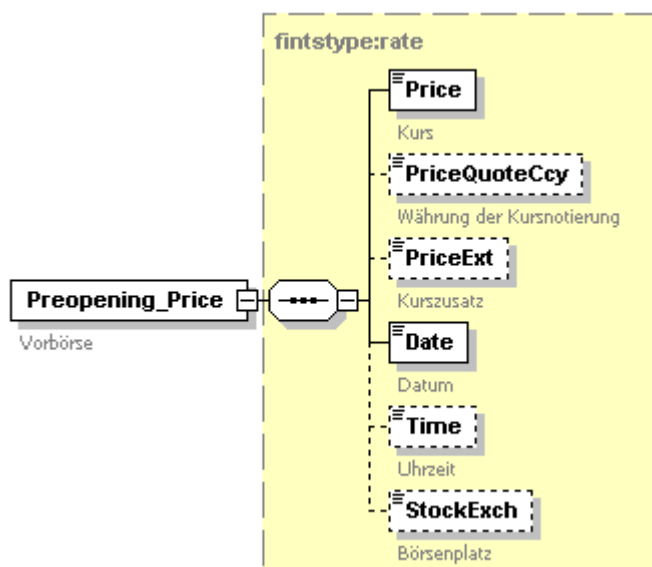 fintstype:rate
Price
Kurs
PriceQuoteCcy
Währung der Kursnotierung
PriceExt
Kurszusatz
Preopening_Price
Vorbörse
Date
Datum
Time
Uhrzeit
StockExch
Börsenplatz